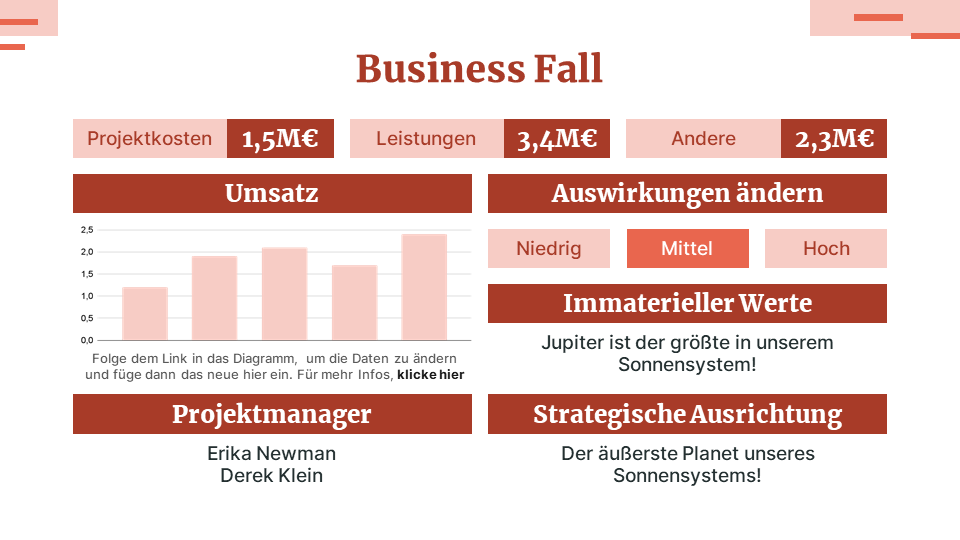 Business Fall
Projektkosten 1,5M€ Leistungen 3,4M€ Andere 2,3M€
Umsatz
2,5
2,0
1,5
1,0
0,5
0,0
Folge dem Link in das Diagramm, um die Daten zu ändern
und füge dann das neue hier ein. Für mehr Infos, klicke hier
Auswirkungen ändern
Niedrig Mittel Hoch
Immaterieller Werte
Jupiter ist der größte in unserem
Sonnensystem!
Projektmanager
Erika Newman
Derek Klein
Strategische Ausrichtung
Der äußerste Planet unseres
Sonnensystems!